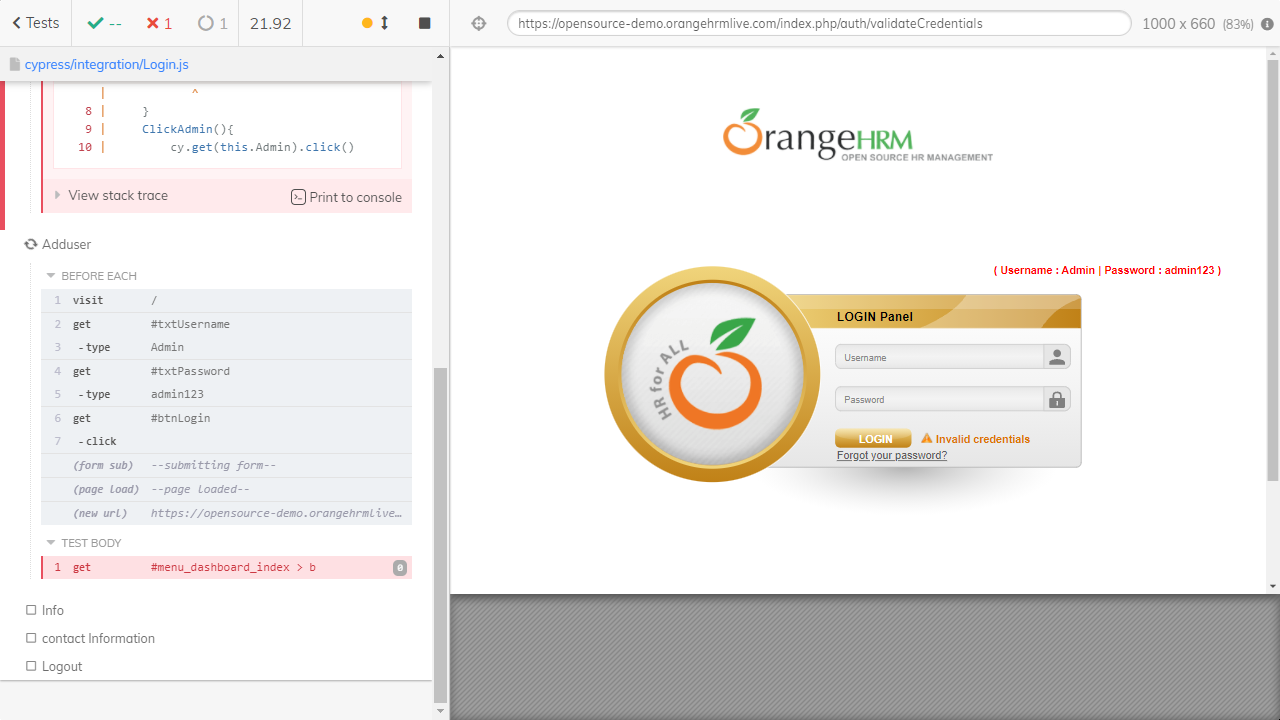 Tests
--
1
1
21.92
https://opensource-demo.orangehrmlive.com/index.php/auth/validateCredentials
1000 x 660 (83%)
cypress/integration/Login.js
| ^
8 | }
9 | ClickAdmin(){
10 | cy.get(this.Admin).click()
View stack trace
Print to console
Adduser
BEFORE EACH
1 visit /
2 get #txtUsername
3 -type Admin
4 get #txtPassword
5 -type admin123
6 get #btnLogin
7 -click
(form sub) --submitting form--
(page load) --page loaded--
(new url) https://opensource-demo.orangehrmlive...
TEST BODY
1 get #menu_dashboard_index > b 0
Info
contact Information
Logout
OrangeHRM
OPEN SOURCE HR MANAGEMENT
( Username : Admin | Password : admin123 )
HR for ALL
LOGIN Panel
Username
Password
LOGIN
Invalid credentials
Forgot your password?